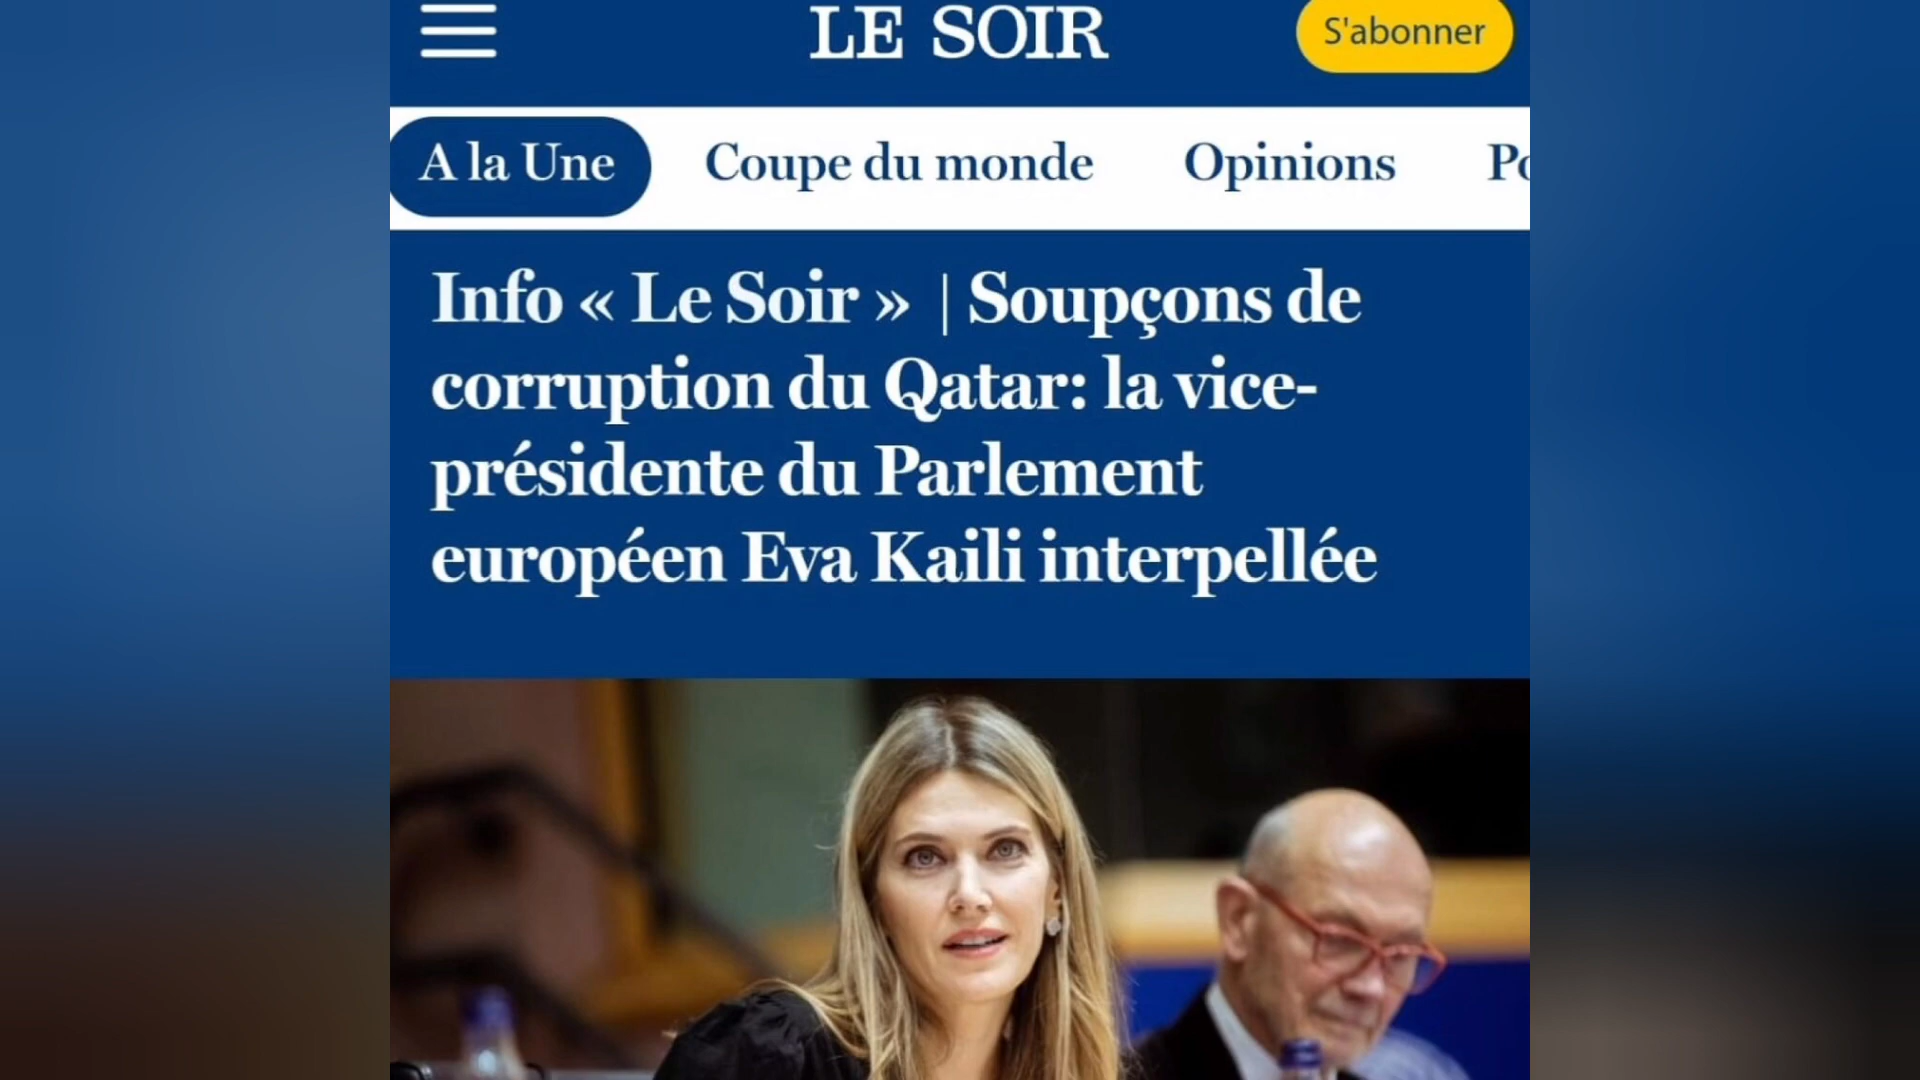 LE SOIR
S'abonner
A la Une
Coupe du monde
Opinions
Info « Le Soir » | Soupçons de
corruption du Qatar: la vice-
présidente du Parlement
européen Eva Kaili interpellée